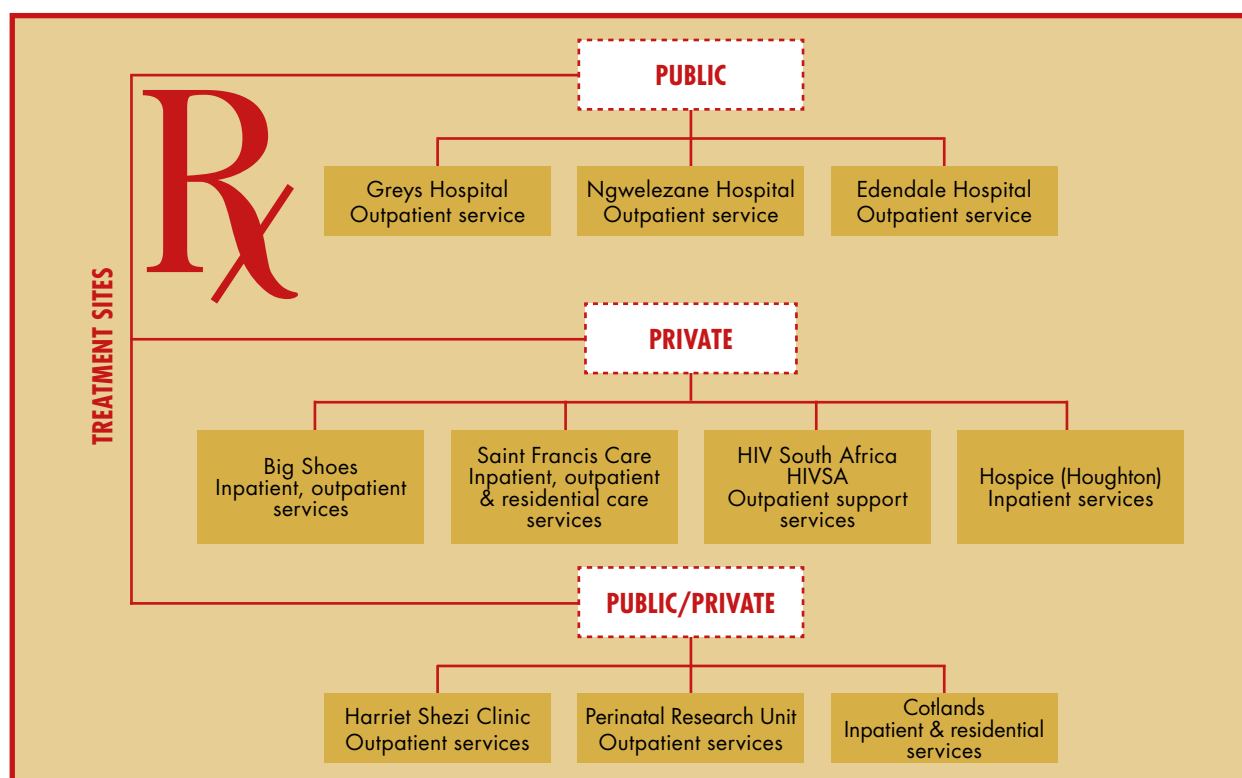 PUBLIC
Rx
Greys Hospital
Outpatient service
Ngwelezane Hospital
Outpatient service
Edendale Hospital
Outpatient service
TREATMENT SITES
PRIVATE
Big Shoes
Inpatient, outpatient
services
Saint Francis Care
Inpatient, outpatient
& residential care
services
HIV South Africa
HIVSA
Outpatient support
services
Hospice (Houghton)
Inpatient services
PUBLIC/PRIVATE
Harriet Shezi Clinic
Outpatient services
Perinatal Research Unit
Outpatient services
Cotlands
Inpatient & residential
services